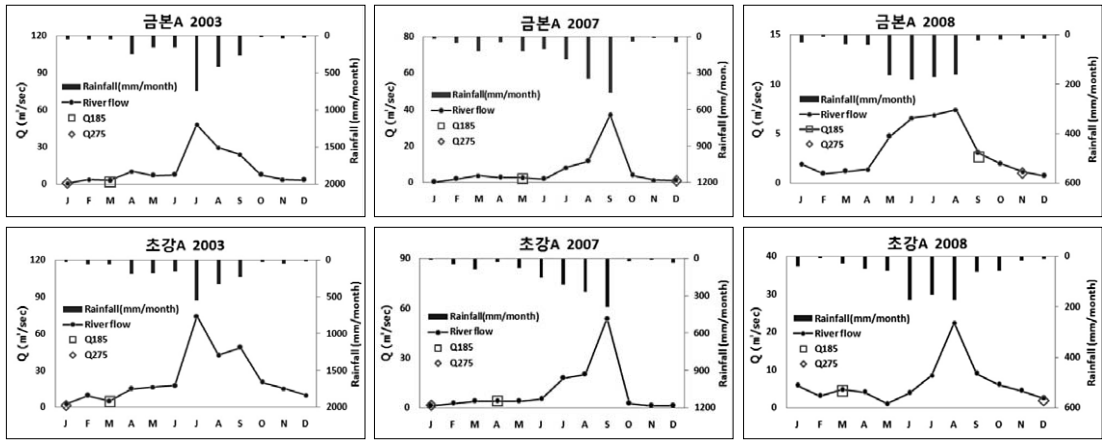 금본A 2003
Q (㎥/sec)
120
90
60
30
0
Rainfall(mm/month)
River flow
Q185
Q275
0
500
1000
1500
2000
Rainfall (mm/month)
J F M A M J J A S O N D
금본A 2007
Q (㎥/sec)
80
60
40
20
0
Rainfall(mm/month)
River flow
Q185
Q275
0
300
600
900
1200
Rainfall (mm/mon.)
J F M A M J J A S O N D
금본A 2008
Q (㎥/sec)
15
10
5
0
Rainfall(mm/month)
River flow
Q185
Q275
0
200
400
600
Rainfall (mm/month)
J F M A M J J A S O N D
초강A 2003
Q (㎥/sec)
120
90
60
30
0
Rainfall(mm/month)
River flow
Q185
Q275
0
500
1000
1500
2000
Rainfall (mm/month)
J F M A M J J A S O N D
초강A 2007
Q (㎥/sec)
90
60
30
0
Rainfall(mm/month)
River flow
Q185
Q275
0
300
600
900
1200
Rainfall (mm/month)
J F M A M J J A S O N D
초강A 2008
Q (㎥/sec)
40
30
20
10
0
Rainfall(mm/month)
River flow
Q185
Q275
0
200
400
600
Rainfall (mm/month)
J F M A M J J A S O N D